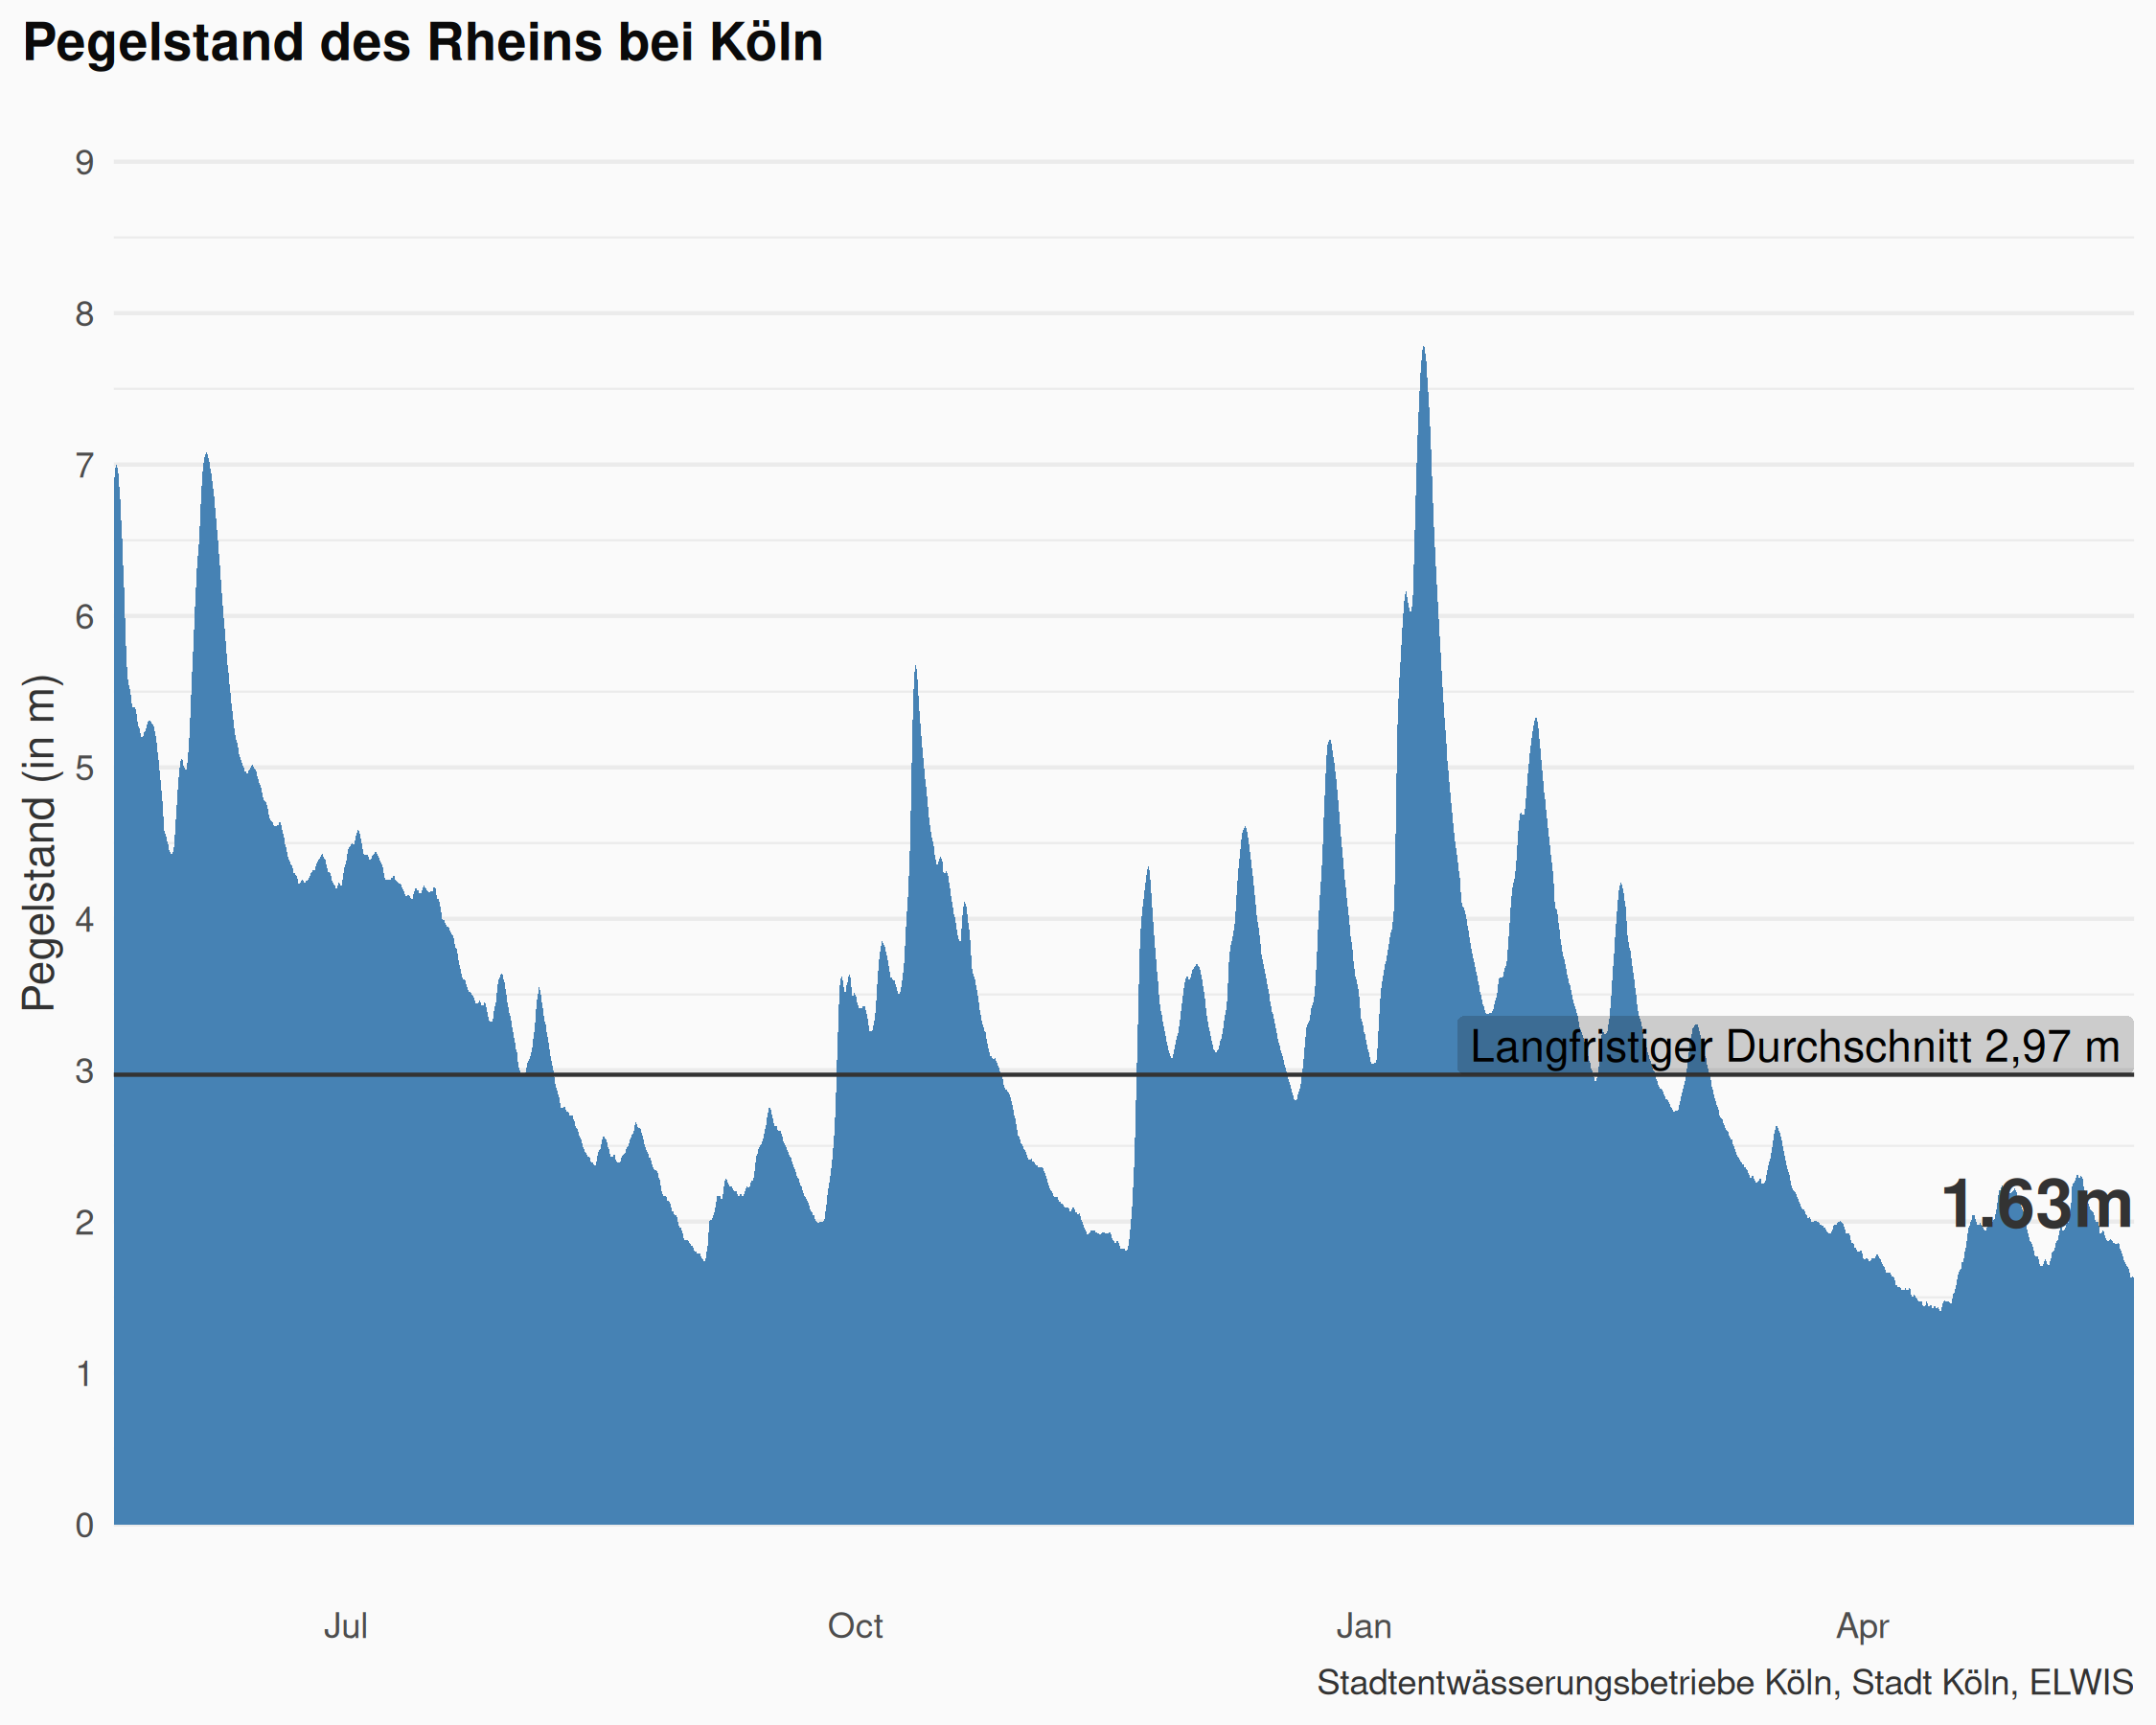 Pegelstand des Rheins bei Köln
Pegelstand (in m)
9
8
7
6
5
4
3
2
1
0
Langfristiger Durchschnitt 2,97 m
1.63m
Jul
Oct
Jan
Apr
Stadtentwässerungsbetriebe Köln, Stadt Köln, ELWIS